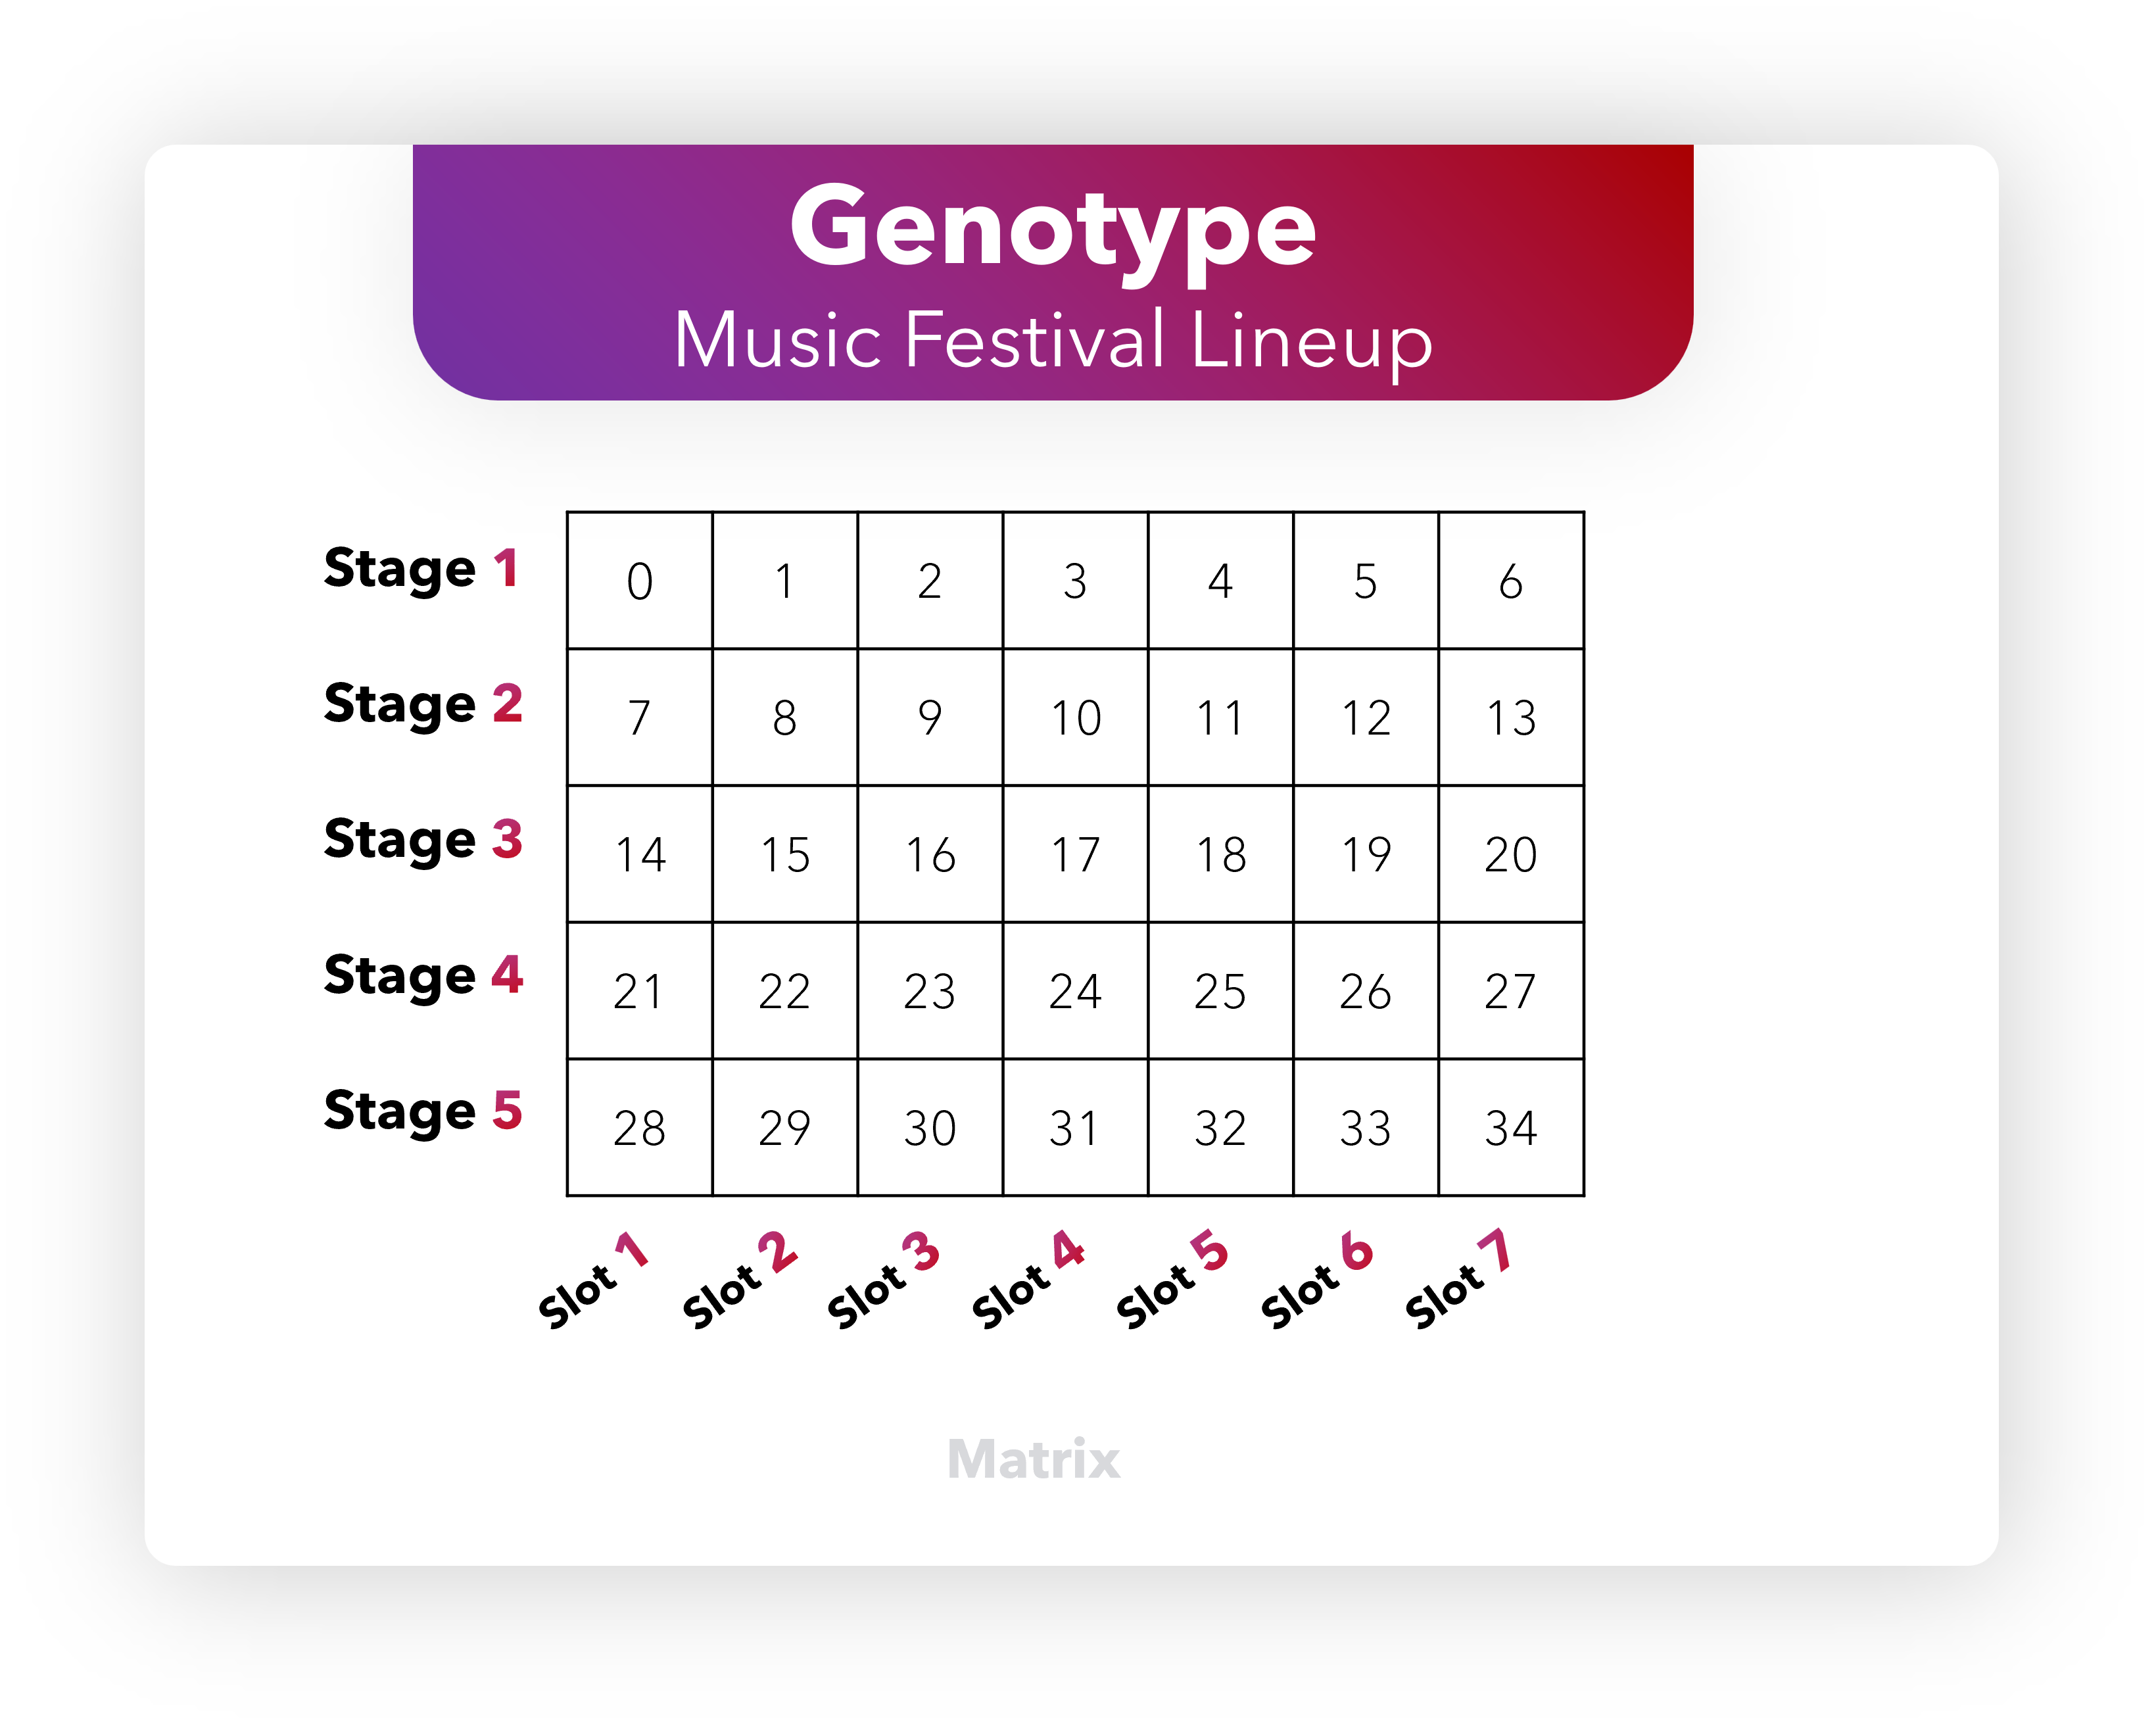 Genotype
Music Festival Lineup
Stage 1 0 1 2 3 4 5 6
Stage 2 7 8 9 10 11 12 13
Stage 3 14 15 16 17 18 19 20
Stage 4 21 22 23 24 25 26 27
Stage 5 28 29 30 31 32 33 34
Slot 1 Slot 2 Slot 3 Slot 4 Slot 5 Slot 6 Slot 7
Matrix